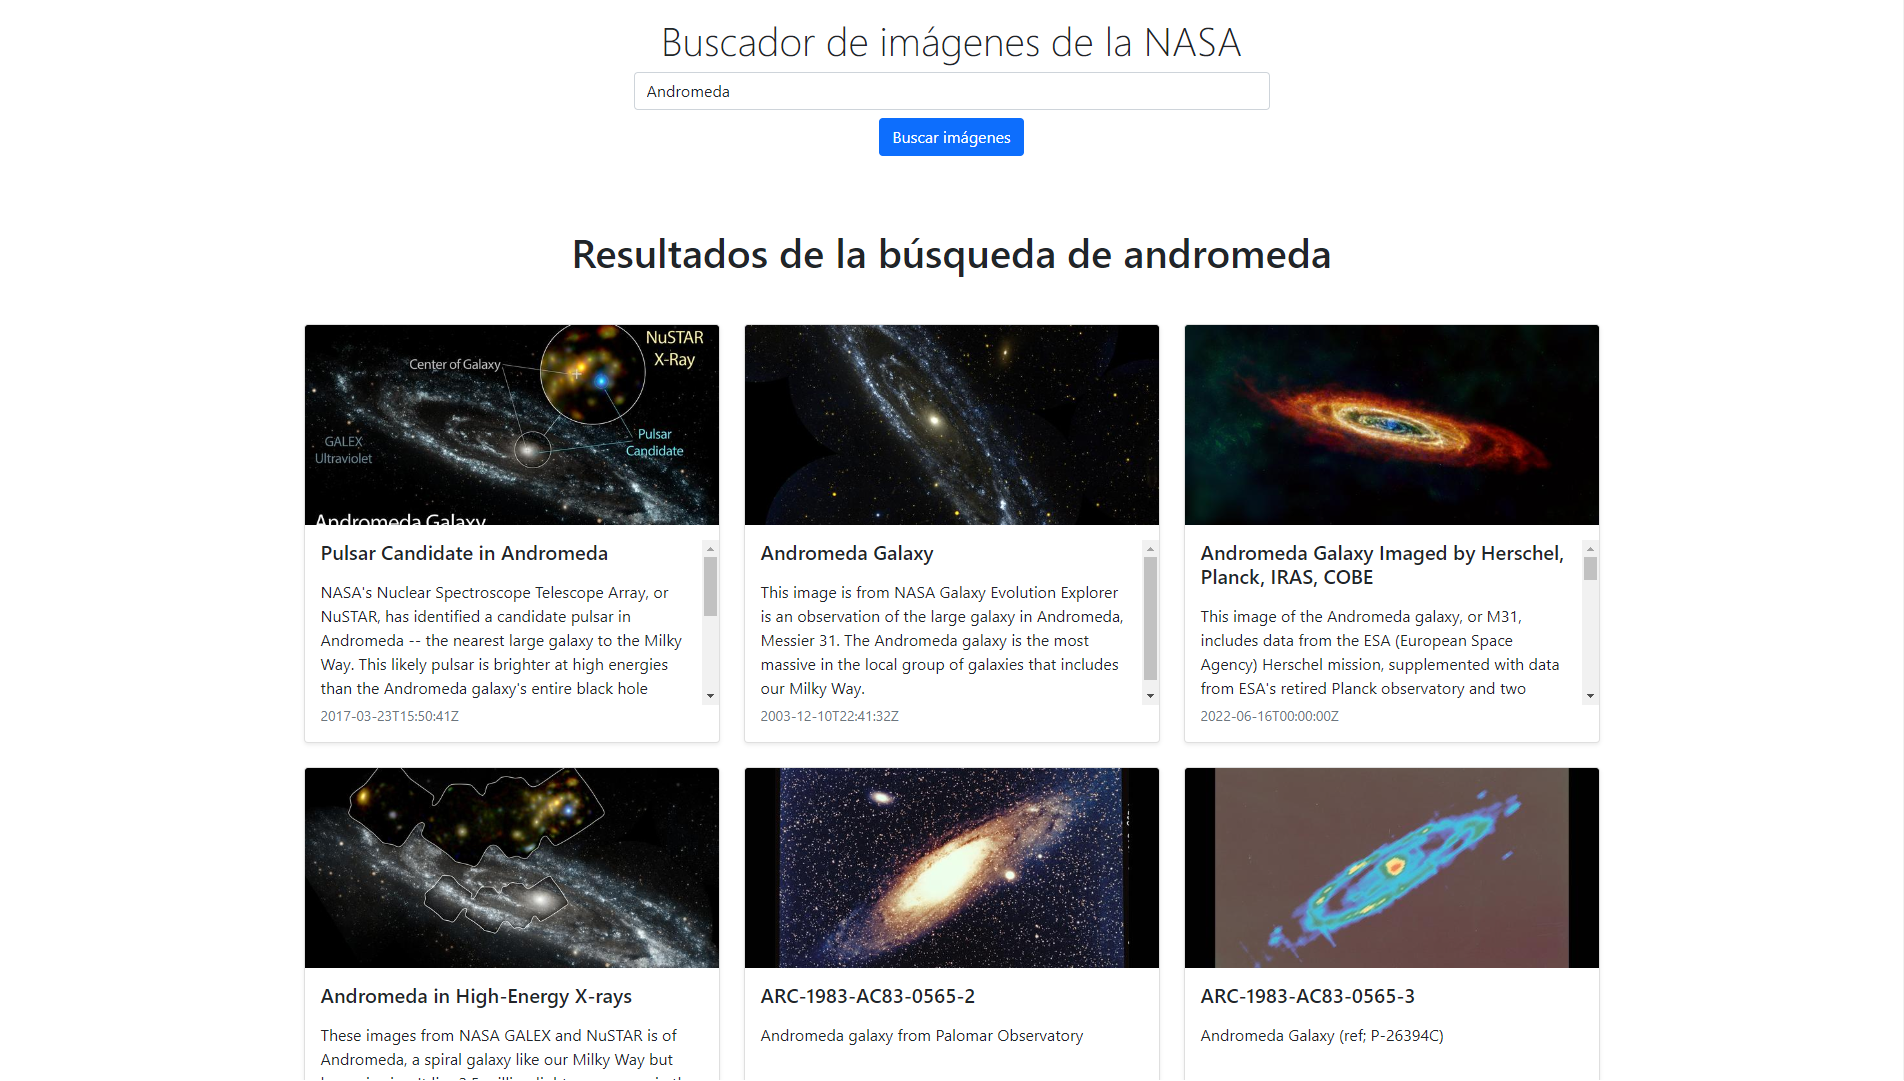 Buscador de imágenes de la NASA
Andromeda
Buscar imágenes
Resultados de la búsqueda de andromeda
NuSTAR
X-Ray
Center of Galaxy
GALEX
Ultraviolet
Pulsar
Candidate
Andromeda Galaxy
Pulsar Candidate in Andromeda
NASA's Nuclear Spectroscope Telescope Array, or
NuSTAR, has identified a candidate pulsar in
Andromeda -- the nearest large galaxy to the Milky
Way. This likely pulsar is brighter at high energies
than the Andromeda galaxy's entire black hole
2017-03-23T15:50:41Z
Andromeda Galaxy
This image is from NASA Galaxy Evolution Explorer
is an observation of the large galaxy in Andromeda,
Messier 31. The Andromeda galaxy is the most
massive in the local group of galaxies that includes
our Milky Way.
2003-12-10T22:41:32Z
Andromeda Galaxy Imaged by Herschel,
Planck, IRAS, COBE
This image of the Andromeda galaxy, or M31,
includes data from the ESA (European Space
Agency) Herschel mission, supplemented with data
from ESA's retired Planck observatory and two
2022-06-16T00:00:00Z
Andromeda in High-Energy X-rays
These images from NASA GALEX and NuSTAR is of
Andromeda, a spiral galaxy like our Milky Way but
ARC-1983-AC83-0565-2
Andromeda galaxy from Palomar Observatory
ARC-1983-AC83-0565-3
Andromeda Galaxy (ref; P-26394C)